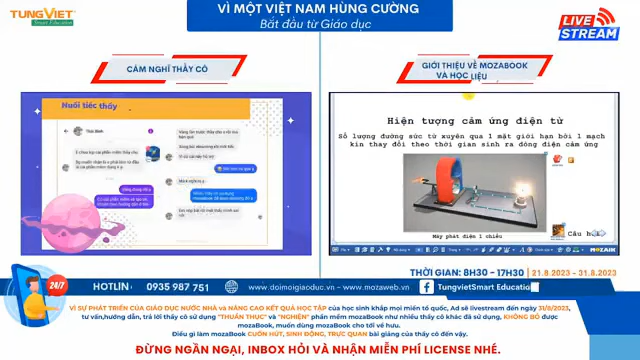 TUNGVIET
Smart Education
VÌ MỘT VIỆT NAM HÙNG CƯỜNG
Bắt đầu từ Giáo dục
LIVE
STREAM
CẢM NGHĨ THẦY CÔ
GIỚI THIỆU VỀ MOZABOOK
VÀ HỌC LIỆU
Nuối tiếc thầy
Hiện tượng cảm ứng điện từ
Số lượng đường sức từ xuyên qua 1 mặt giới hạn bởi 1 mạch
kín thay đổi theo thời gian sinh ra dòng điện cảm ứng
Máy phát điện 1 chiều
Câu h
MOZAIK
THỜI GIAN: 8H30 - 17H30 | 21.8.2023 - 31.8.2023
24/7
HOTLIN 0935 987 751
www.doimoigiaoduc.vn - www.mozaweb.vn
TungvietSmart Educatio
VÌ SỰ PHÁT TRIỂN CỦA GIÁO DỤC NƯỚC NHÀ VÀ NÂNG CAO KẾT QUẢ HỌC TẬP của học sinh khắp mọi miền tổ quốc, Ad sẽ livestream đến ngày 31/8/2023,
tư vấn,hướng dẫn, trả lời thầy cô sử dụng "THUẦN THỤC" và "NGHIỆN" phần mềm mozaBook như nhiều thầy cô khác đã sử dụng, KHÔNG BỎ được
mozaBook, muốn dùng mozaBook cho tới về hưu.
Điều gì làm mozaBook CUỐN HÚT, SINH ĐỘNG, TRỰC QUAN bài giảng của thầy cô đến vậy.
ĐỪNG NGẦN NGẠI, INBOX HỎI VÀ NHẬN MIỄN PHÍ LICENSE NHÉ.